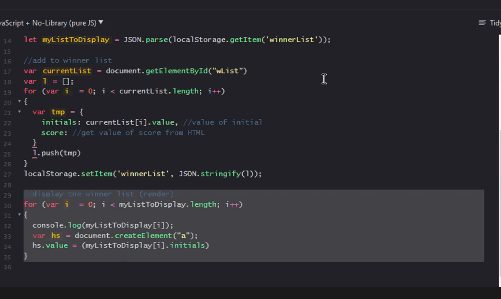 vaScript + No-Library (pure JS) ▼
Tidy
14 let myListToDisplay = JSON.parse(localStorage.getItem('winnerList'));
15
16 //add to winner list
17 var currentList = document.getElementById("wList")
18 var l = [];
19 for (var i = 0; i < currentList.length; i++)
20 {
21 var tmp = {
22 initials: currentList[i].value, //value of initial
23 score: //get value of score from HTML
24 }
25 l.push(tmp)
26 }
27 localStorage.setItem('winnerList', JSON.stringify(l));
28
29 display the winner list (render)
30 for (var i = 0; i < myListToDisplay.length; i++)
31 {
32 console.log(myListToDisplay[i]);
33 var hs = document.createElement("a");
34 hs.value = (myListToDisplay[i].initials)
35 }
36